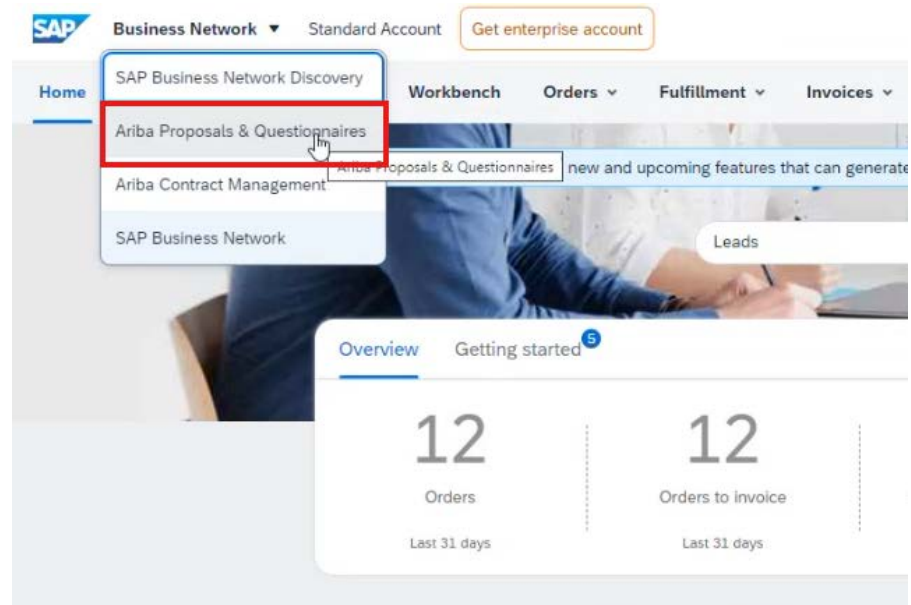 SAP Business Network ▼ Standard Account Get enterprise account
Home Workbench Orders Fulfillment Invoices
SAP Business Network Discovery
Ariba Proposals & Questionnaires
Ariba Proposals & Questionnaires new and upcoming features that can generate
Ariba Contract Management
SAP Business Network
Leads
Overview Getting started 5
12 12
Orders Orders to invoice
Last 31 days Last 31 days